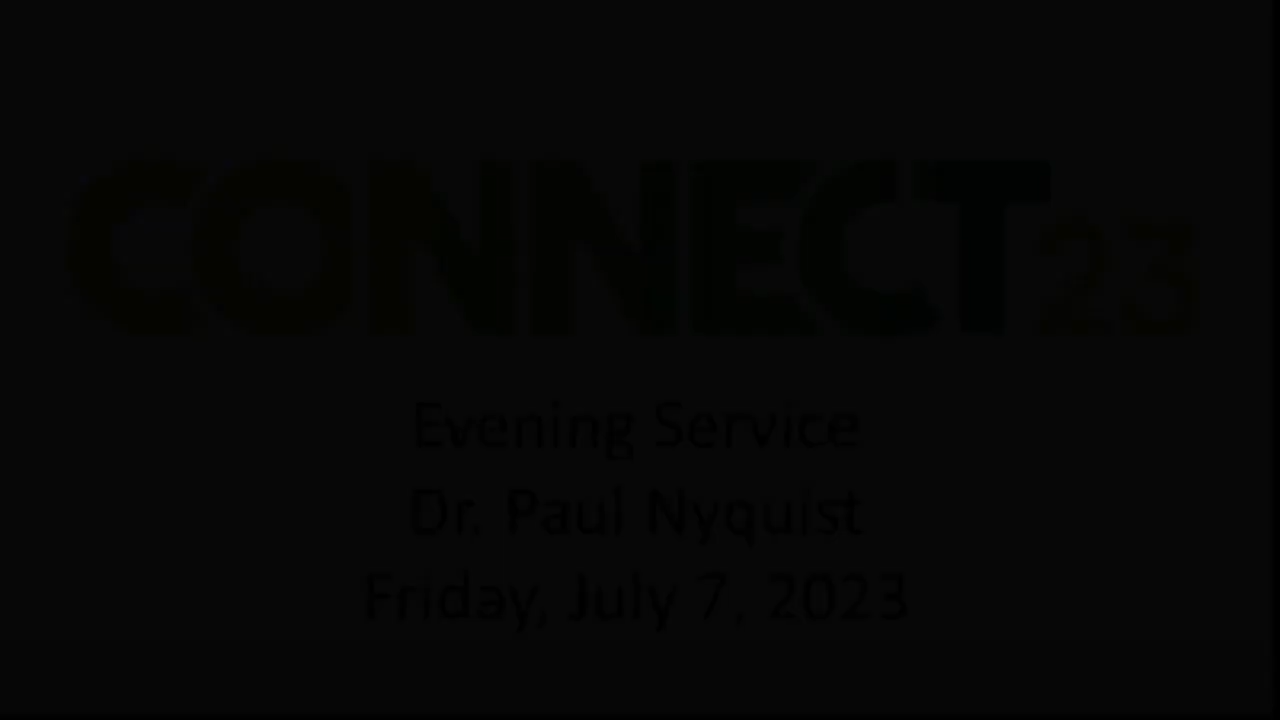 CONNECT23
Evening Service
Dr. Paul Nyquist
Friday, July 7, 2023